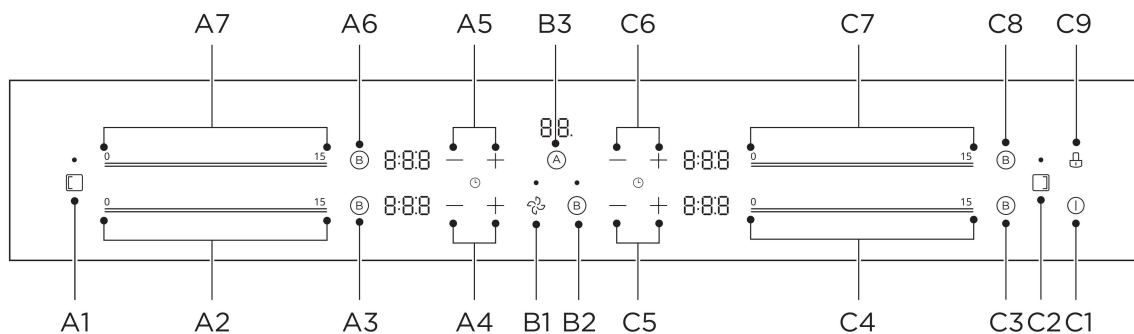 A7 A6 A5 B3 C6 C7 C8 C9
88.
0 15 B 8:8.8 − + A − + 8:8.8 0 15 B
0 15 B 8:8.8 − + B − + 8:8.8 0 15 B
A1 A2 A3 A4 B1 B2 C5 C4 C3 C2 C1